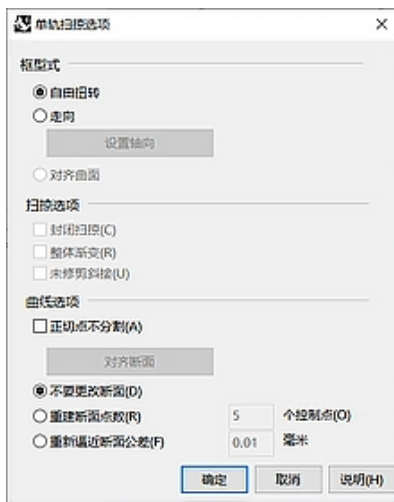 单轨扫掠选项
框型式
自由扭转
走向
设置轴向
对齐曲面
扫掠选项
封闭扫掠(C)
整体渐变(R)
未修剪斜接(U)
曲线选项
正切点不分割(A)
对齐断面
不要更改断面(D)
重建断面点数(R) 5 个控制点(O)
重新逼近断面公差(F) 0.01 毫米
确定 取消 说明(H)